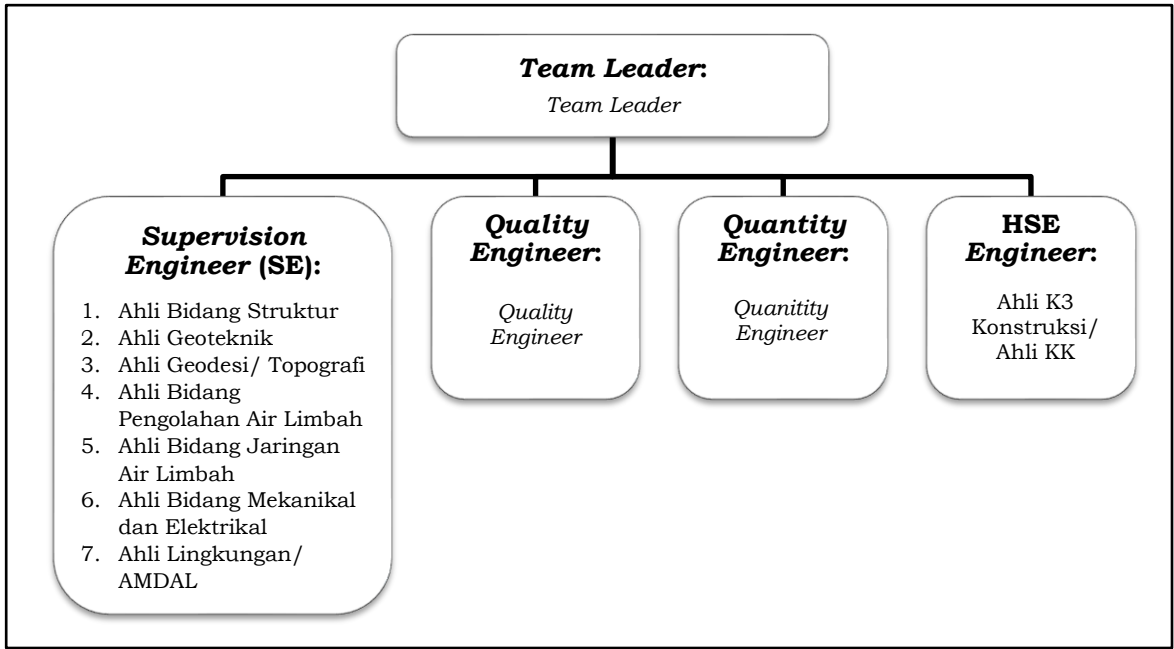 Team Leader:
Team Leader
Supervision
Engineer (SE):
1. Ahli Bidang Struktur
2. Ahli Geoteknik
3. Ahli Geodesi/ Topografi
4. Ahli Bidang
Pengolahan Air Limbah
5. Ahli Bidang Jaringan
Air Limbah
6. Ahli Bidang Mekanikal
dan Elektrikal
7. Ahli Lingkungan/
AMDAL
Quality
Engineer:
Quality
Engineer
Quantity
Engineer:
Quanitity
Engineer
HSE
Engineer:
Ahli K3
Konstruksi/
Ahli KK